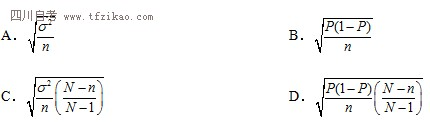 四川自考 www.tfzikao.com
A. $\sqrt{\frac{\sigma^2}{n}}$ B. $\sqrt{\frac{P(1-P)}{n}}$
C. $\sqrt{\frac{\sigma^2}{n}\left(\frac{N-n}{N-1}\right)}$ D. $\sqrt{\frac{P(1-P)}{n}\left(\frac{N-n}{N-1}\right)}$